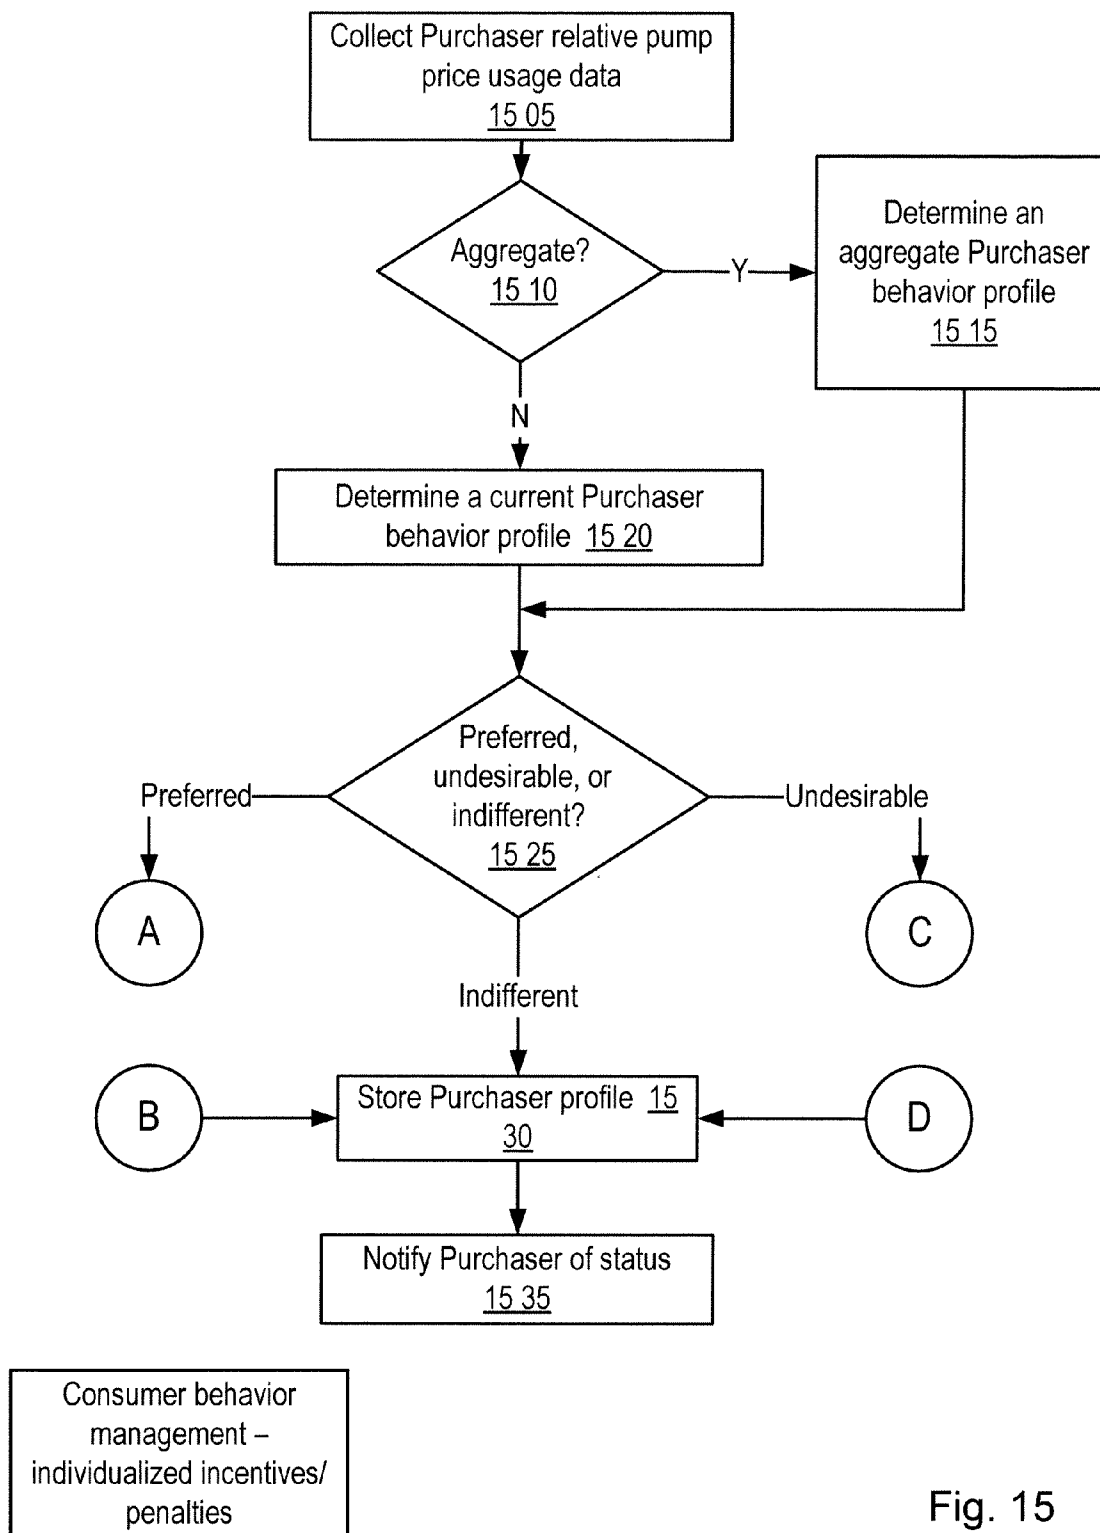 Collect Purchaser relative pump
price usage data
15 05
Aggregate?
15 10
Y
Determine an
aggregate Purchaser
behavior profile
15 15
N
Determine a current Purchaser
behavior profile 15 20
Preferred,
undesirable, or
indifferent?
15 25
Preferred
Undesirable
A
C
Indifferent
B
Store Purchaser profile 15
30
D
Notify Purchaser of status
15 35
Consumer behavior
management –
individualized incentives/
penalties
Fig. 15